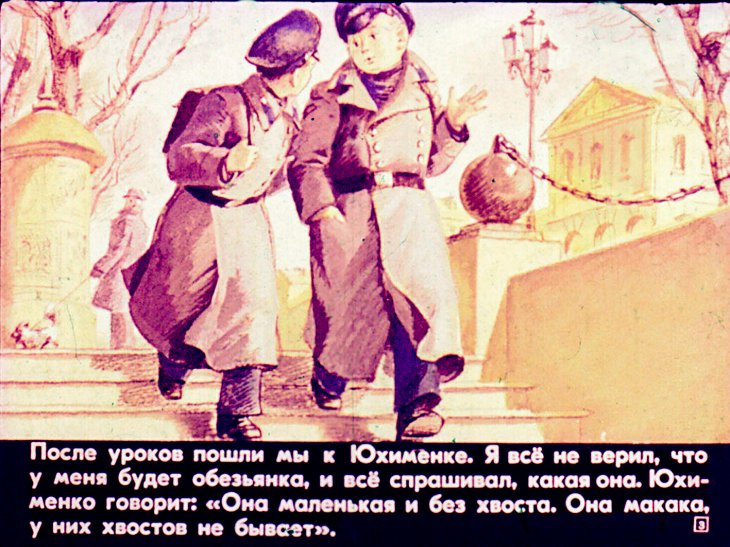 После уроков пошли мы к Юхименке. Я всё не верил, что
у меня будет обезьянка, и всё спрашивал, какая она. Юхи-
менко говорит: «Она маленькая и без хвоста. Она макака,
у них хвостов не бывает».
3